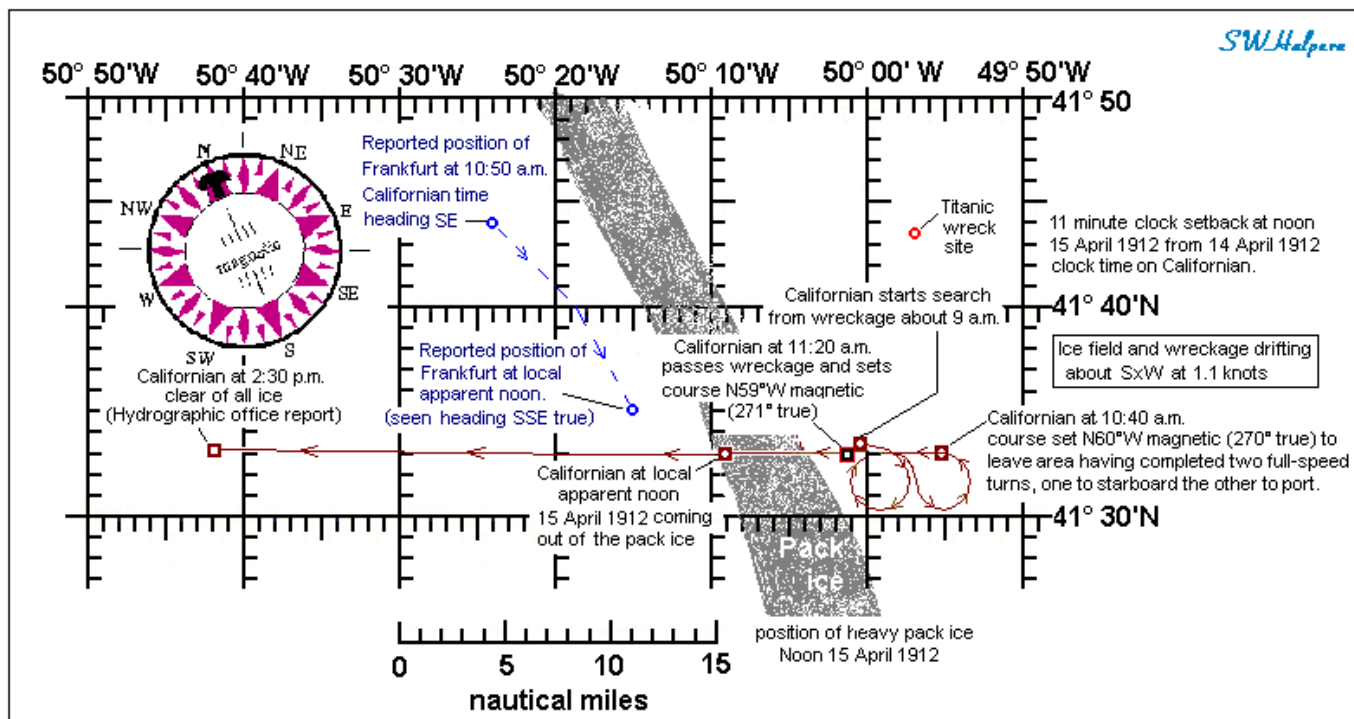 SWHalpern
50° 50'W 50° 40'W 50° 30'W 50° 20'W 50° 10'W 50° 00' W 49° 50'W
41° 50
Reported position of
Frankfurt at 10:50 a.m.
Californian time
heading SE
N
NE
E
SE
S
SW
W
NW
magnetic
Titanic
wreck
site
11 minute clock setback at noon
15 April 1912 from 14 April 1912
clock time on Californian.
Californian starts search
from wreckage about 9 a.m.
41° 40'N
Reported position of
Frankfurt at local
apparent noon.
(seen heading SSE true)
Californian at 11:20 a.m.
passes wreckage and sets
course N59°W magnetic
(271° true)
Ice field and wreckage drifting
about SxW at 1.1 knots
Californian at 2:30 p.m.
clear of all ice
(Hydrographic office report)
Californian at 10:40 a.m.
course set N60°W magnetic (270° true) to
leave area having completed two full-speed
turns, one to starboard the other to port.
Californian at local
apparent noon
15 April 1912 coming
out of the pack ice
41° 30'N
Pack
ice
position of heavy pack ice
Noon 15 April 1912
0 5 10 15
nautical miles